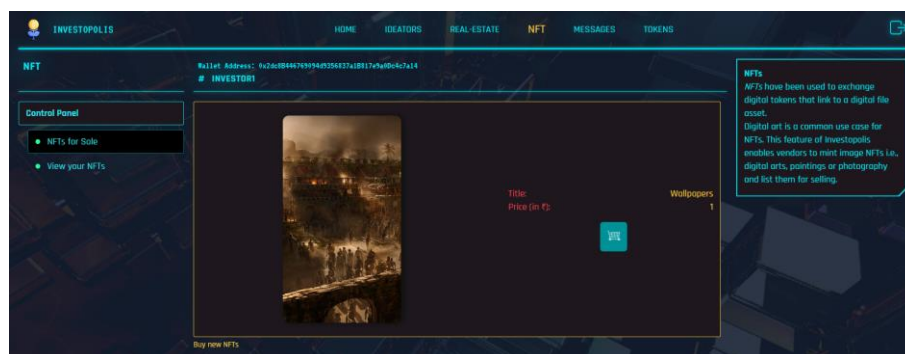 INVESTOPOLIS
HOME IDEATORS REAL-ESTATE NFT MESSAGES TOKENS
NFT
Control Panel
NFTs for Sale
View your NFTs
# INVESTOR1
Title: Wallpapers
Price (in ₹): 1
Buy new NFTs
NFTs
NFTs have been used to exchange
digital tokens that link to a digital file
asset.
Digital art is a common use case for
NFTs. This feature of Investopolis
enables vendors to mint image NFTs i.e.,
digital arts, paintings or photography
and list them for selling.